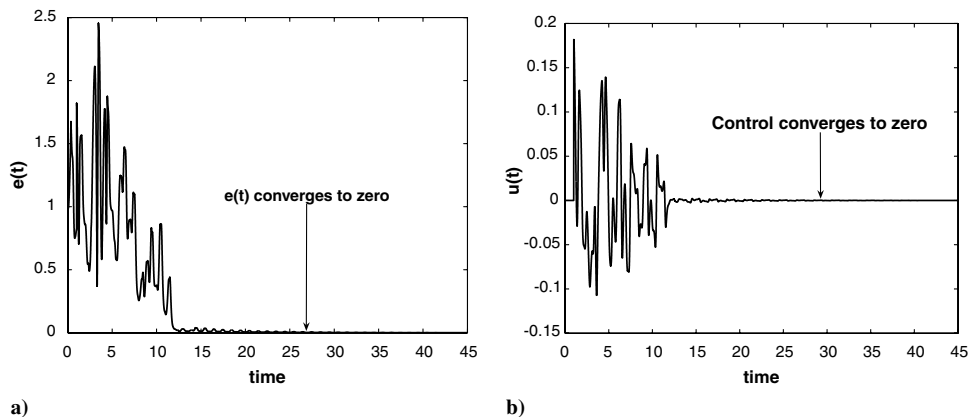 2.5
2
1.5
1
0.5
0
e(t)
e(t) converges to zero
0 5 10 15 20 25 30 35 40 45
time
a)
0.2
0.15
0.10
0.05
0
-0.05
-0.1
-0.15
u(t)
Control converges to zero
0 5 10 15 20 25 30 35 40 45
time
b)